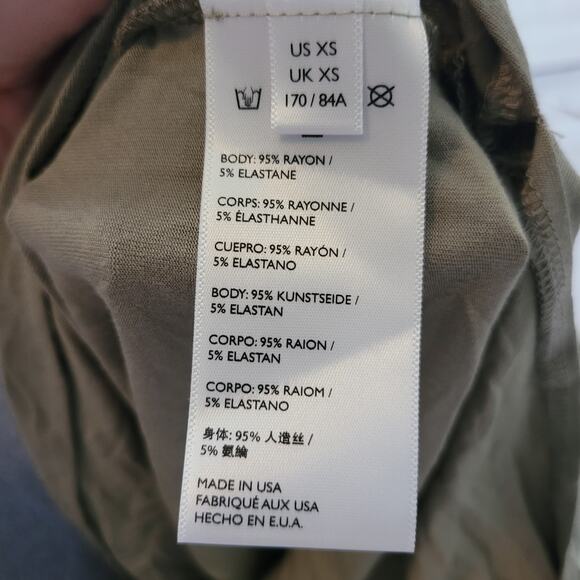 US XS
UK XS
170 / 84A
BODY: 95% RAYON /
5% ELASTANE
CORPS: 95% RAYONNE /
5% ÉLASTHANNE
CUEPRO: 95% RAYÓN /
5% ELASTANO
BODY: 95% KUNSTSEIDE /
5% ELASTAN
CORPO: 95% RAION /
5% ELASTAN
CORPO: 95% RAIOM /
5% ELASTANO
身体: 95% 人造丝 /
5% 氨纶
MADE IN USA
FABRIQUÉ AUX USA
HECHO EN E.U.A.